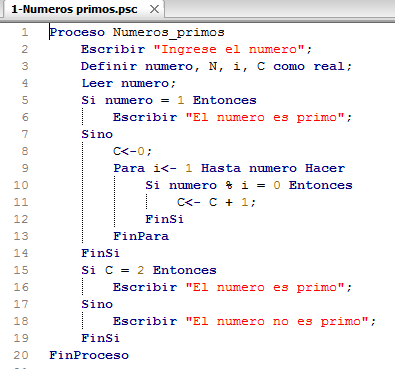 1-Numeros primos.psc
1 Proceso Numeros_primos
2 Escribir "Ingrese el numero";
3 Definir numero, N, i, C como real;
4 Leer numero;
5 Si numero = 1 Entonces
6 Escribir "El numero es primo";
7 Sino
8 C<-0;
9 Para i<- 1 Hasta numero Hacer
10 Si numero % i = 0 Entonces
11 C<- C + 1;
12 FinSi
13 FinPara
14 FinSi
15 Si C = 2 Entonces
16 Escribir "El numero es primo";
17 Sino
18 Escribir "El numero no es primo";
19 FinSi
20 FinProceso